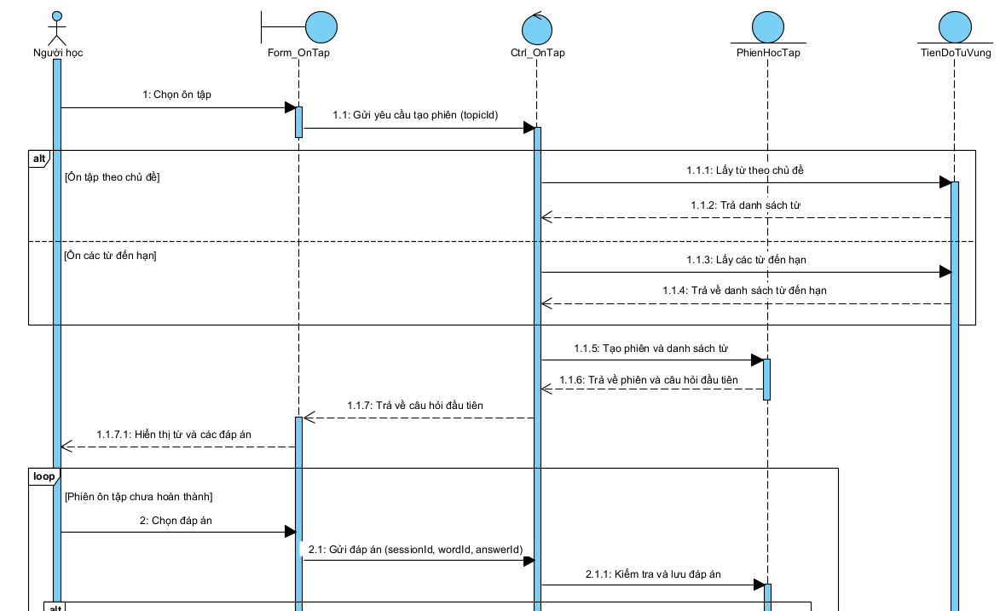 Người học
Form_OnTap
Ctrl_OnTap
PhienHocTap
TienDoTuVung
1: Chọn ôn tập
1.1: Gửi yêu cầu tạo phiên (topicId)
alt
[Ôn tập theo chủ đề]
1.1.1: Lấy từ theo chủ đề
1.1.2: Trả danh sách từ
[Ôn các từ đến hạn]
1.1.3: Lấy các từ đến hạn
1.1.4: Trả về danh sách từ đến hạn
1.1.5: Tạo phiên và danh sách từ
1.1.6: Trả về phiên và câu hỏi đầu tiên
1.1.7: Trả về câu hỏi đầu tiên
1.1.7.1: Hiển thị từ và các đáp án
loop
[Phiên ôn tập chưa hoàn thành]
2: Chọn đáp án
2.1: Gửi đáp án (sessionId, wordId, answerId)
2.1.1: Kiểm tra và lưu đáp án
alt